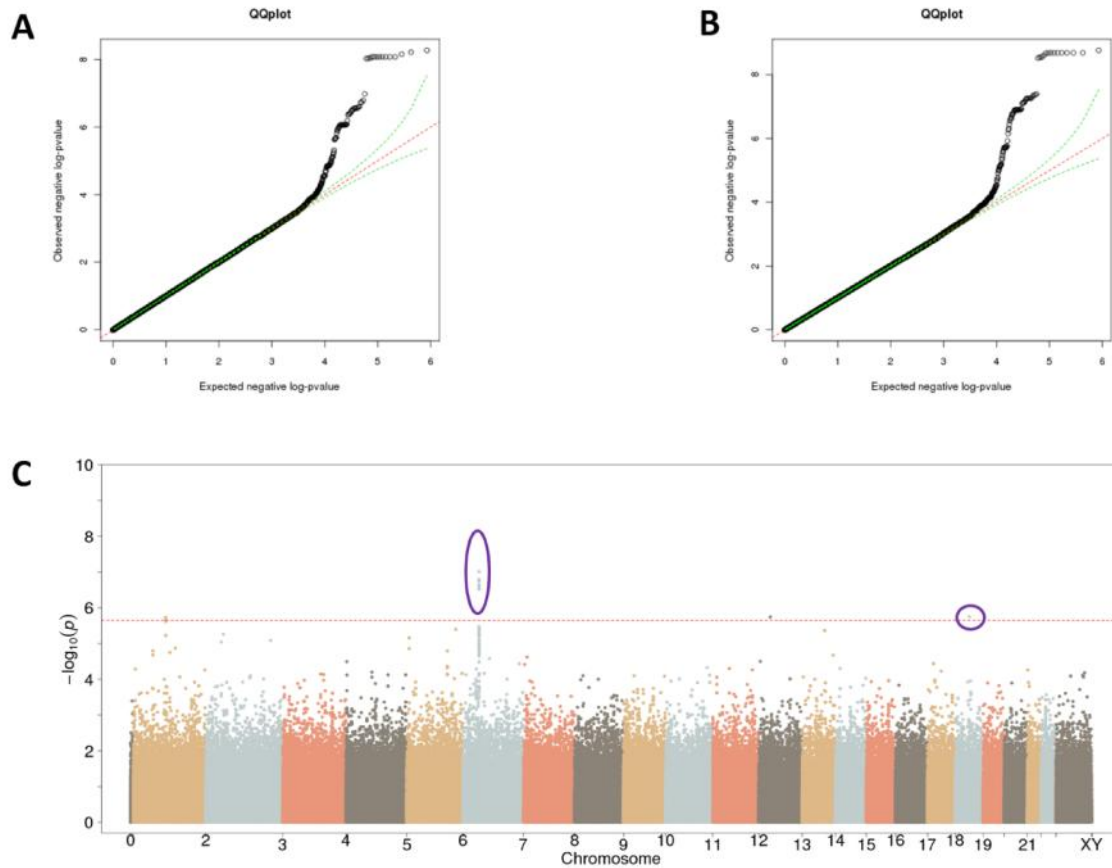 A
QQplot
Observed negative log-pvalue
8
6
4
2
0
0 1 2 3 4 5 6
Expected negative log-pvalue
B
QQplot
Observed negative log-pvalue
8
6
4
2
0
0 1 2 3 4 5 6
Expected negative log-pvalue
C
−log10(p)
10
8
6
4
2
0
0 2 3 4 5 6 7 8 9 10 11 12 13 14 15 16 17 18 19 21 XY
Chromosome